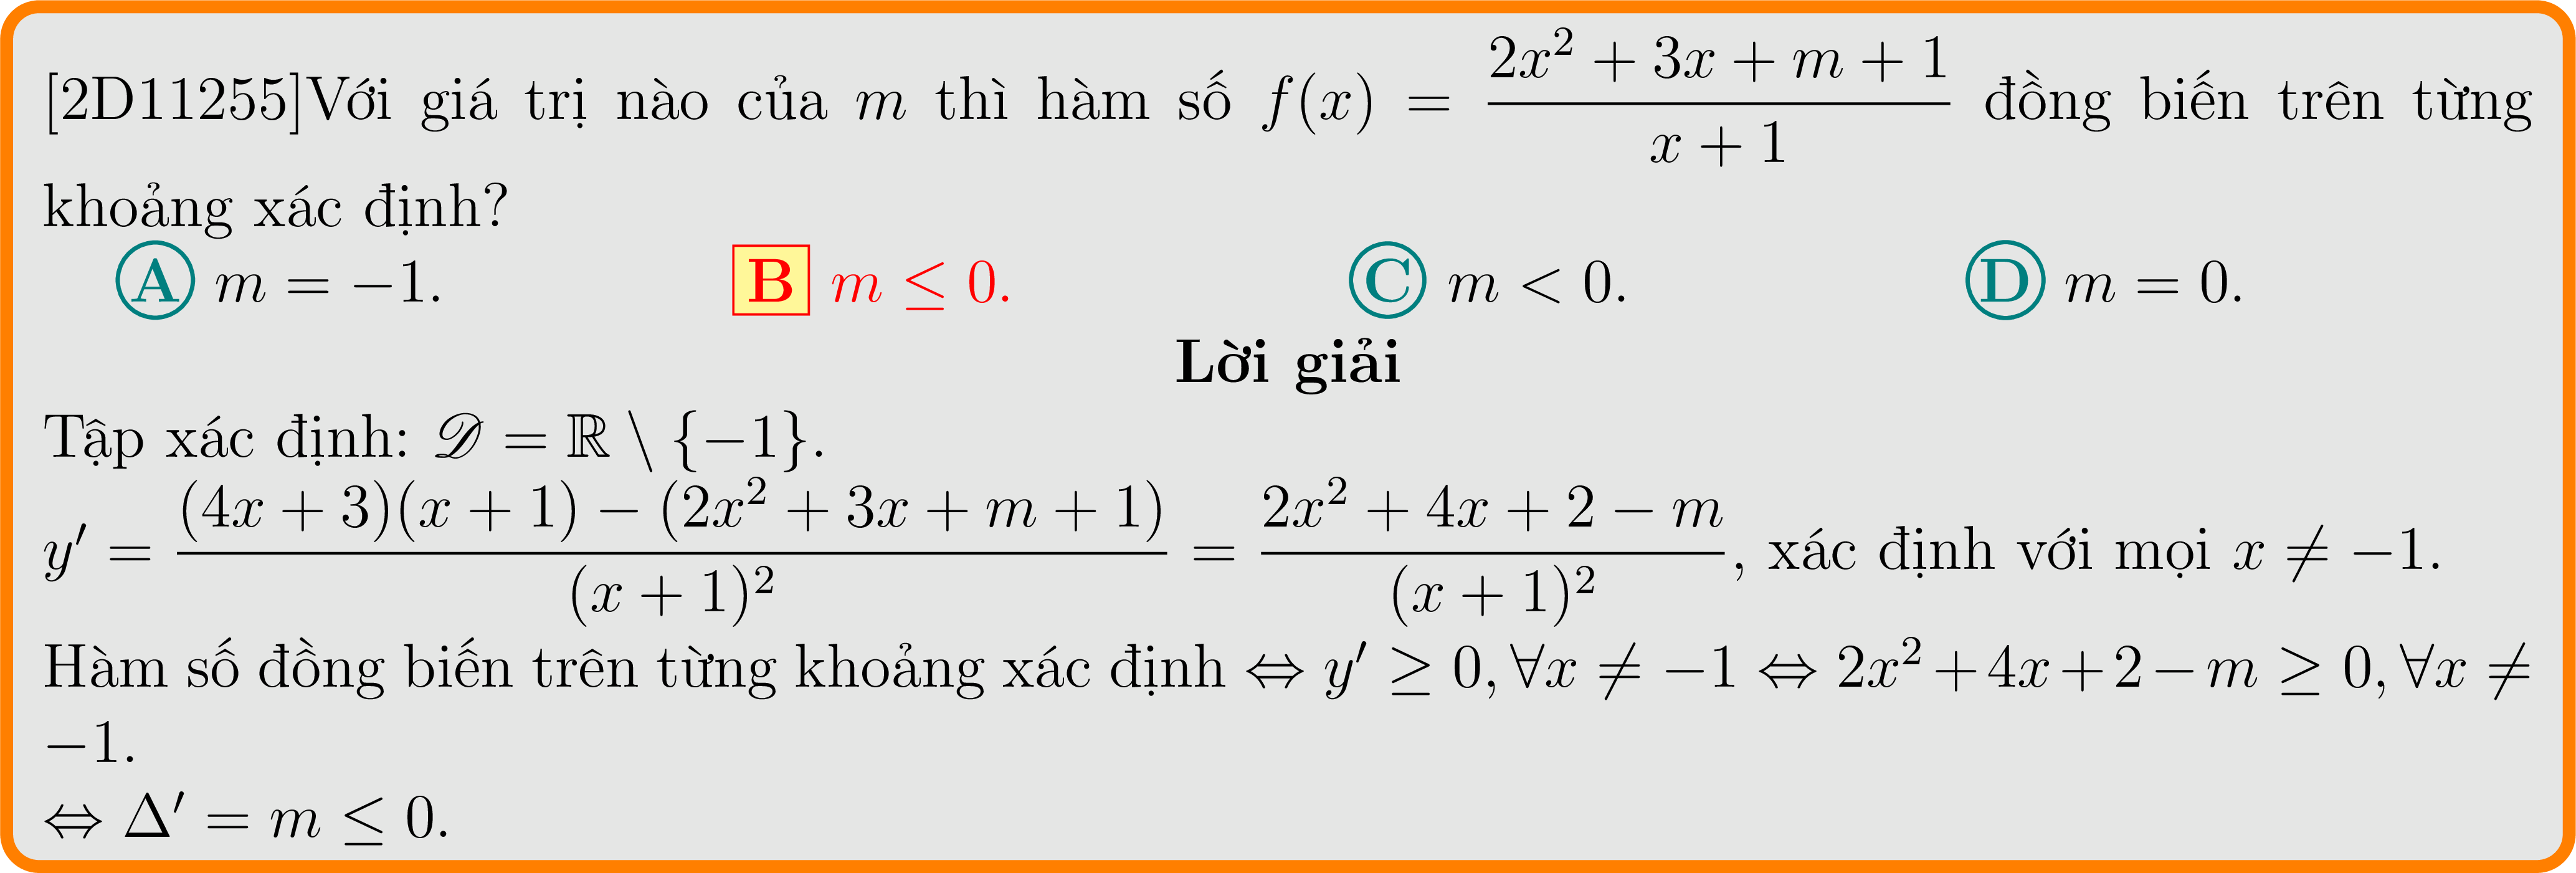 [2D11255]Với giá trị nào của $m$ thì hàm số $f(x) = \dfrac{2x^2 + 3x + m + 1}{x + 1}$ đồng biến trên từng
khoảng xác định?
A $m = -1$. B $m \leq 0$. C $m < 0$. D $m = 0$.
Lời giải
Tập xác định: $\mathscr{D} = \mathbb{R} \setminus \{-1\}$.
$y' = \dfrac{(4x + 3)(x + 1) - (2x^2 + 3x + m + 1)}{(x + 1)^2} = \dfrac{2x^2 + 4x + 2 - m}{(x + 1)^2}$, xác định với mọi $x \neq -1$.
Hàm số đồng biến trên từng khoảng xác định $\Leftrightarrow y' \geq 0, \forall x \neq -1 \Leftrightarrow 2x^2 + 4x + 2 - m \geq 0, \forall x \neq$
$-1$.
$\Leftrightarrow \Delta' = m \leq 0$.